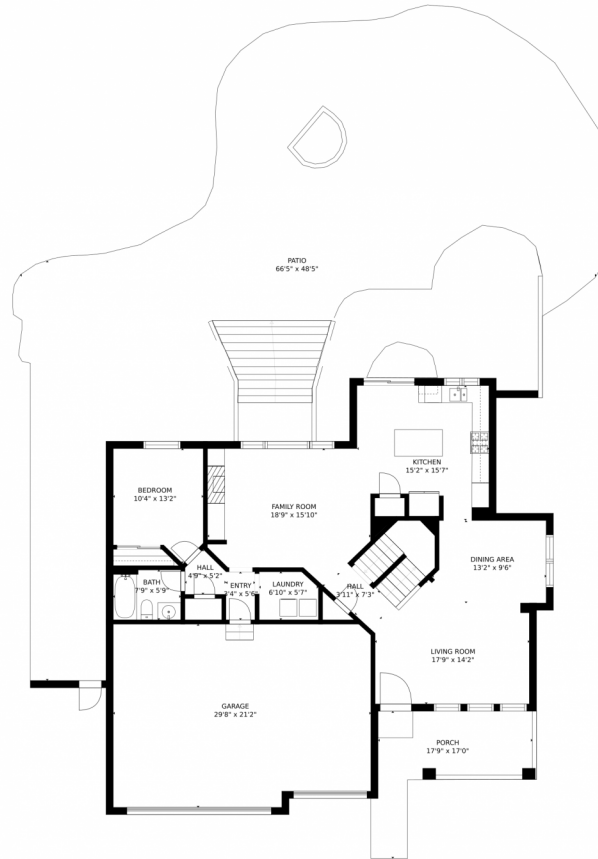 PATIO
66'5" x 48'5"
KITCHEN
15'2" x 15'7"
BEDROOM
10'4" x 13'2"
FAMILY ROOM
18'9" x 15'10"
DINING AREA
13'2" x 9'6"
HALL
4'9" x 5'2"
BATH
7'9" x 5'9"
ENTRY
3'4" x 5'6"
LAUNDRY
6'10" x 5'7"
HALL
3'11" x 7'3"
LIVING ROOM
17'9" x 14'2"
GARAGE
29'8" x 21'2"
PORCH
17'9" x 17'0"